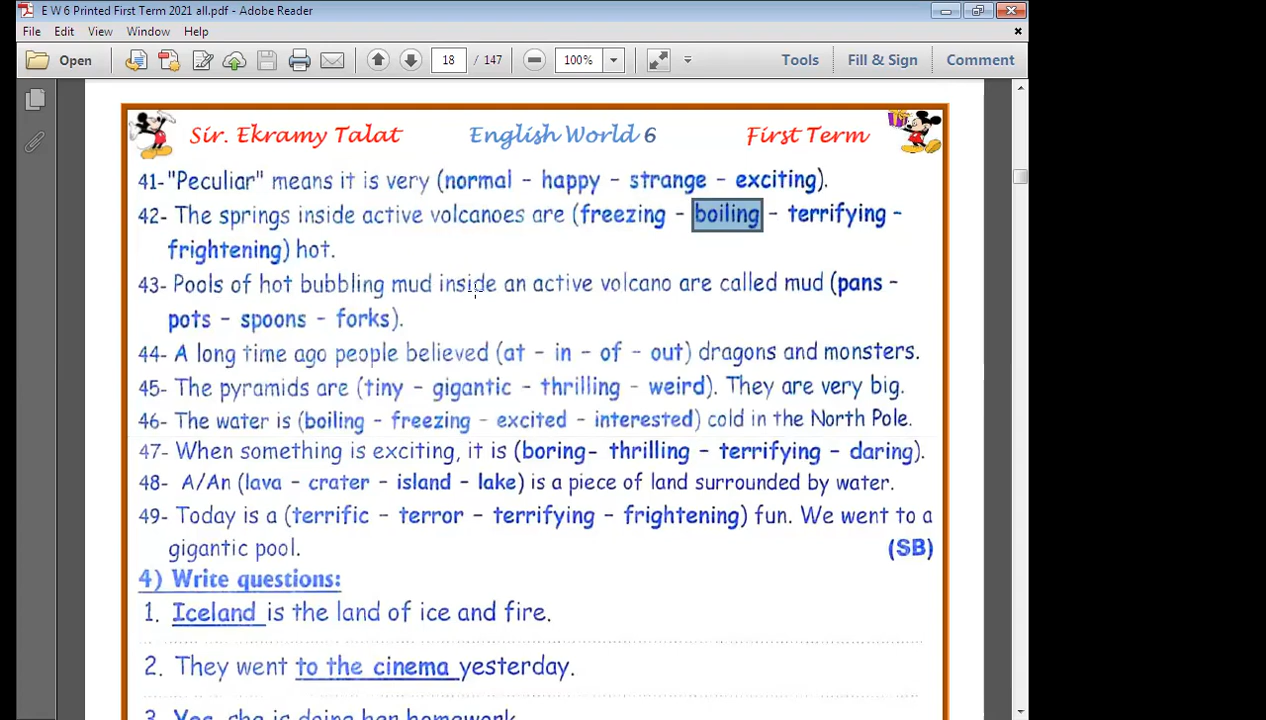 E W 6 Printed First Term 2021 all.pdf - Adobe Reader
File Edit View Window Help
Open 18 / 147 100% Tools Fill & Sign Comment
Sir. Ekramy Talat English World 6 First Term
41-"Peculiar" means it is very (normal - happy - strange - exciting).
42- The springs inside active volcanoes are (freezing - boiling - terrifying -
frightening) hot.
43- Pools of hot bubbling mud inside an active volcano are called mud (pans -
pots - spoons - forks).
44- A long time ago people believed (at - in - of - out) dragons and monsters.
45- The pyramids are (tiny - gigantic - thrilling - weird). They are very big.
46- The water is (boiling - freezing - excited - interested) cold in the North Pole.
47- When something is exciting, it is (boring- thrilling - terrifying - daring).
48- A/An (lava - crater - island - lake) is a piece of land surrounded by water.
49- Today is a (terrific - terror - terrifying - frightening) fun. We went to a
gigantic pool. (SB)
4) Write questions:
1. Iceland is the land of ice and fire.
2. They went to the cinema yesterday.
3. Yes, she is doing her homework.